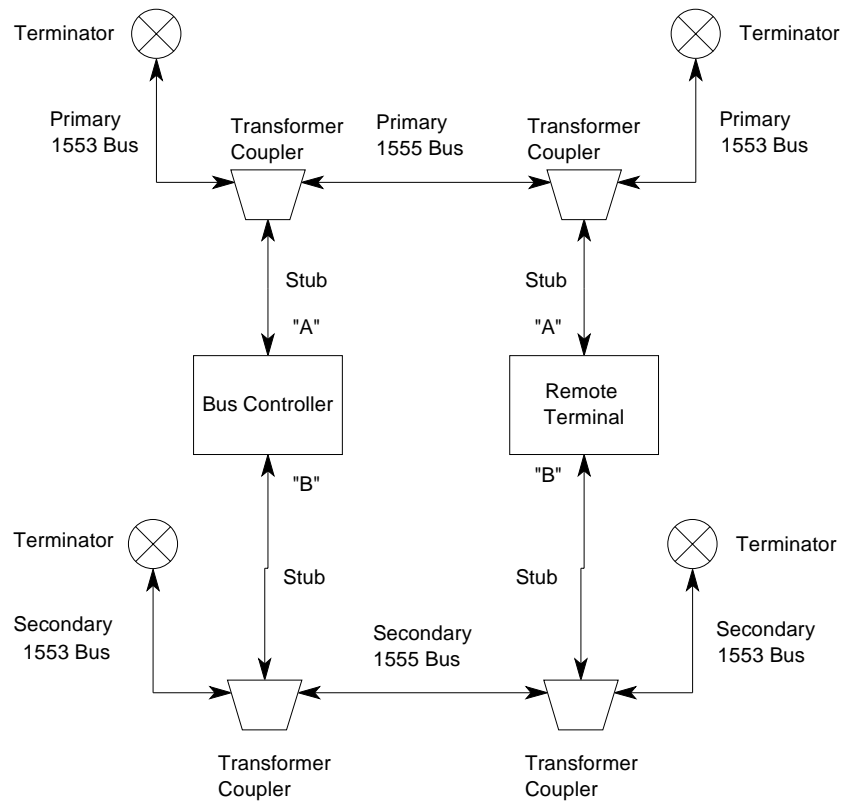 Terminator
Terminator
Primary
1553 Bus
Transformer
Coupler
Primary
1555 Bus
Transformer
Coupler
Primary
1553 Bus
Stub
Stub
"A"
"A"
Bus Controller
Remote
Terminal
"B"
"B"
Terminator
Terminator
Stub
Stub
Secondary
1553 Bus
Secondary
1555 Bus
Secondary
1553 Bus
Transformer
Coupler
Transformer
Coupler